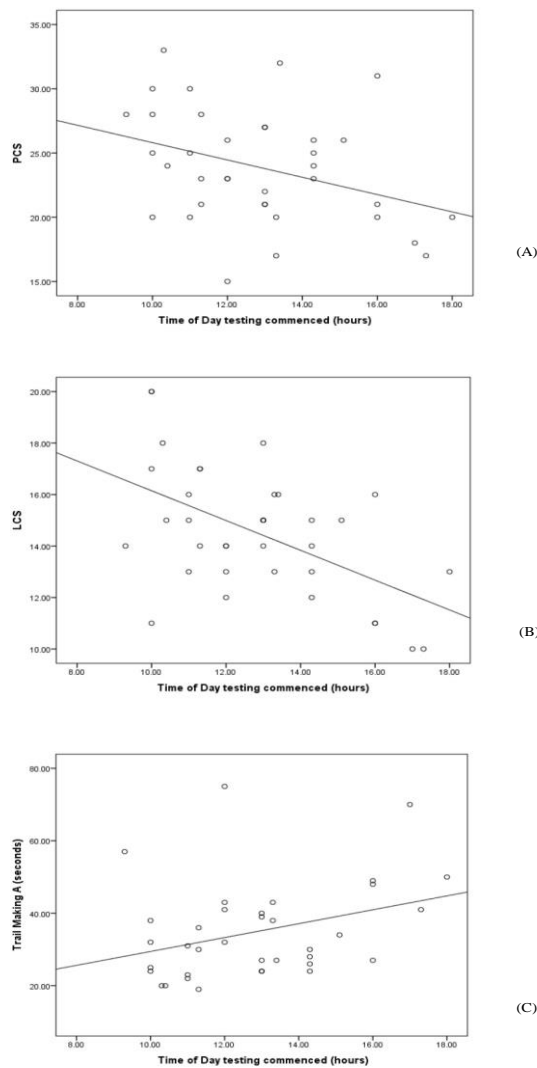 35.00
30.00
25.00
20.00
15.00
PCS
8.00 10.00 12.00 14.00 16.00 18.00
Time of Day testing commenced (hours)
(A)
20.00
18.00
16.00
14.00
12.00
10.00
LCS
8.00 10.00 12.00 14.00 16.00 18.00
Time of Day testing commenced (hours)
(B)
80.00
60.00
40.00
20.00
Trail Making A (seconds)
8.00 10.00 12.00 14.00 16.00 18.00
Time of Day testing commenced (hours)
(C)